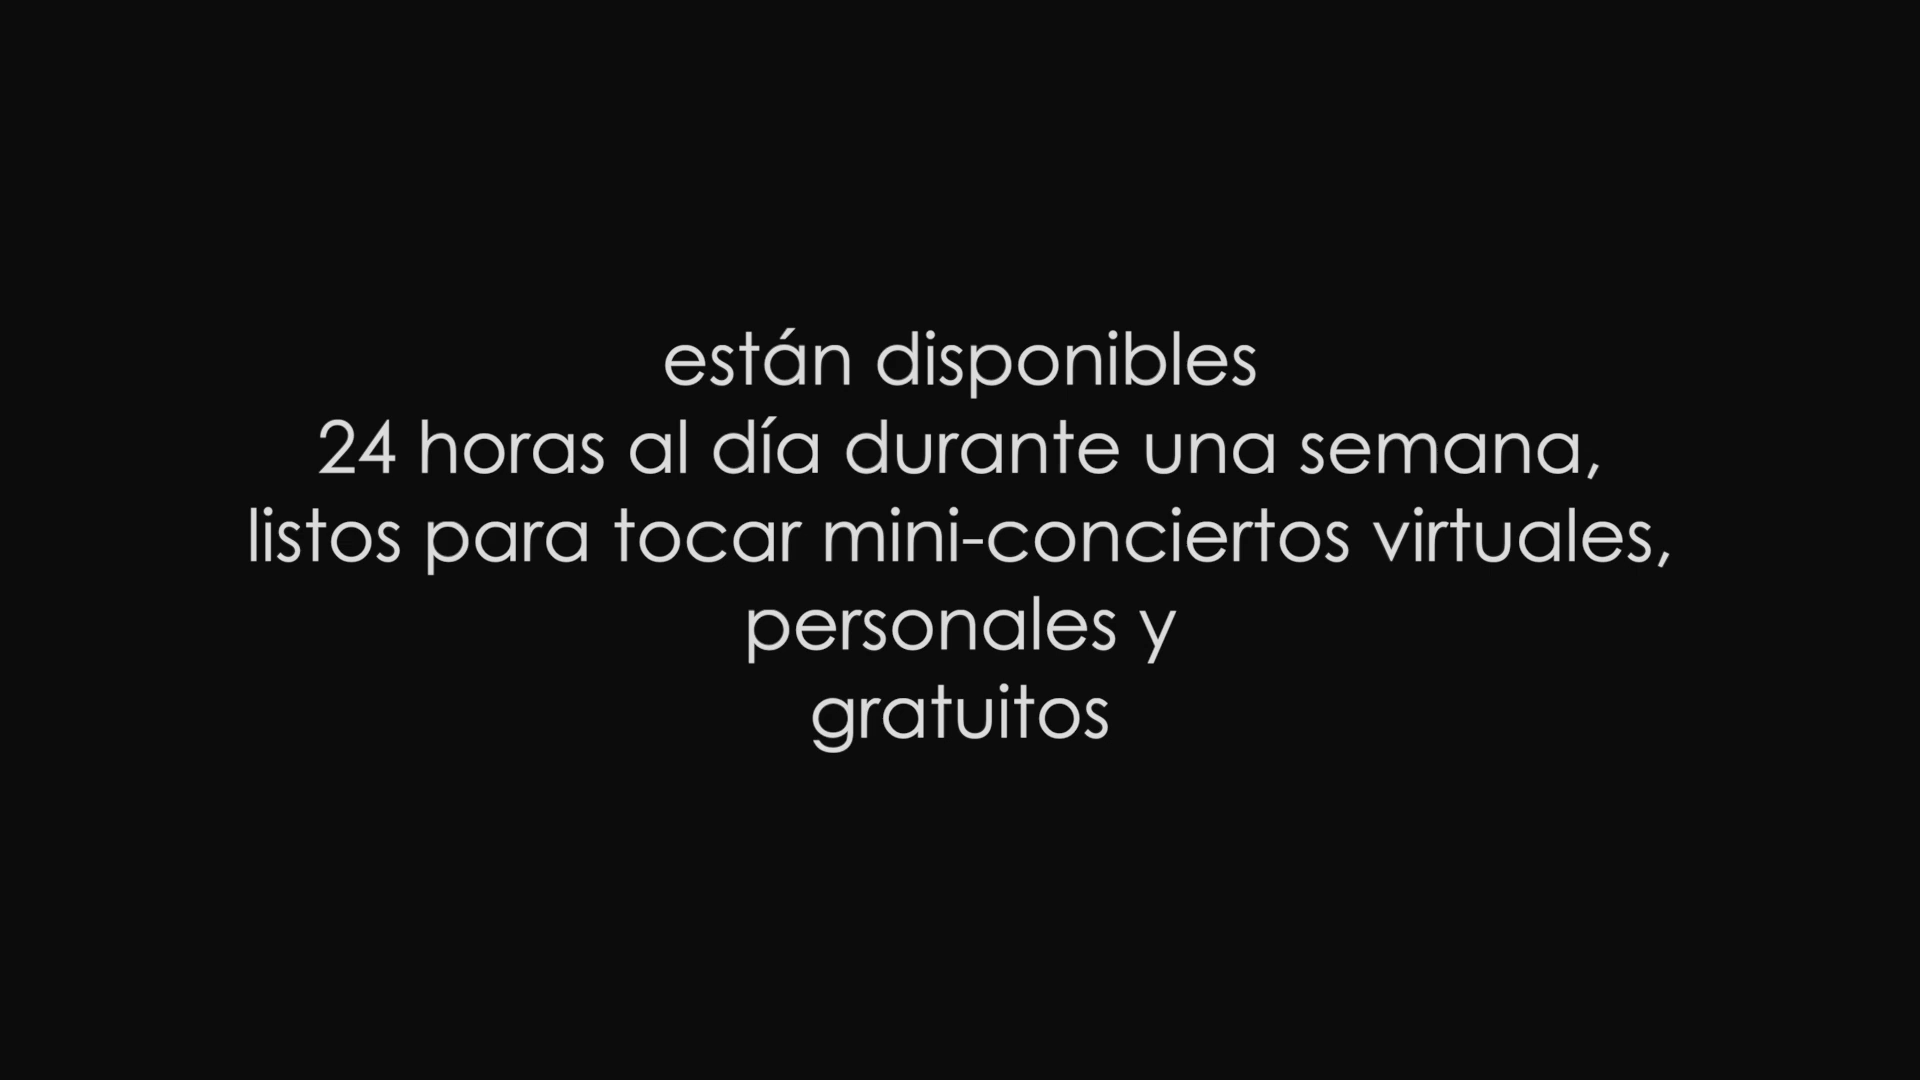 están disponibles
24 horas al día durante una semana,
listos para tocar mini-conciertos virtuales,
personales y
gratuitos